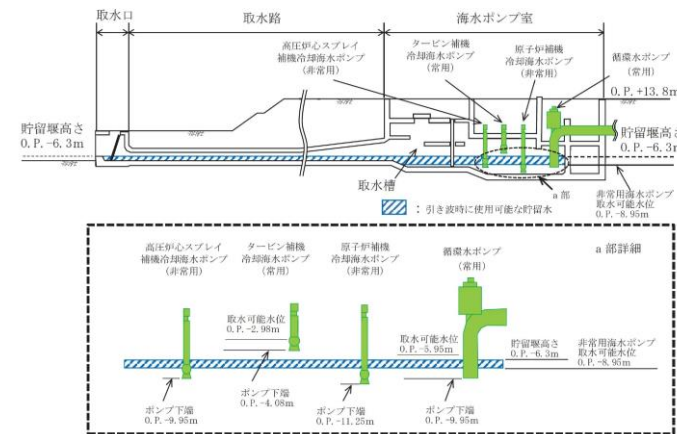 取水口
取水路
海水ポンプ室
高圧炉心スプレイ
補機冷却海水ポンプ
(非常用)
タービン補機
冷却海水ポンプ
(常用)
原子炉補機
冷却海水ポンプ
(非常用)
循環水ポンプ
(常用)
O.P.+13.8m
貯留堰高さ
O.P.-6.3m
貯留堰高さ
O.P.-6.3m
取水槽
a部
非常用海水ポンプ
取水可能水位
O.P.-8.95m
:引き波時に使用可能な貯留水
高圧炉心スプレイ
補機冷却海水ポンプ
(非常用)
タービン補機
冷却海水ポンプ
(常用)
原子炉補機
冷却海水ポンプ
(非常用)
循環水ポンプ
(常用)
a部詳細
取水可能水位
O.P.-2.98m
取水可能水位
O.P.-5.95m
貯留堰高さ
O.P.-6.3m
非常用海水ポンプ
取水可能水位
O.P.-8.95m
ポンプ下端
O.P.-9.95m
ポンプ下端
O.P.-4.08m
ポンプ下端
O.P.-11.25m
ポンプ下端
O.P.-9.95m